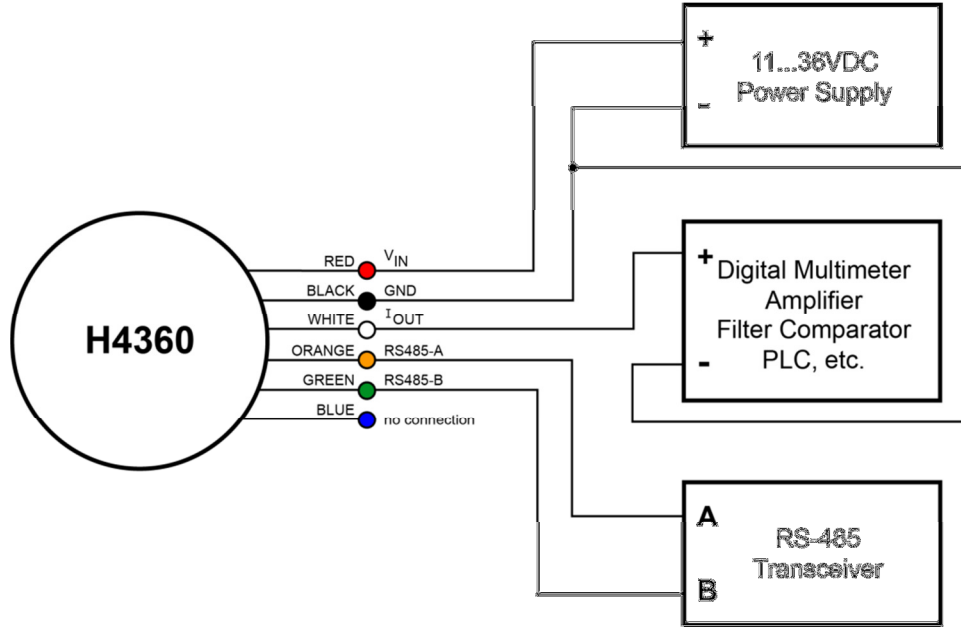 +
11...36VDC
Power Supply
-
H4360
RED VIN
BLACK GND
WHITE IOUT
ORANGE RS485-A
GREEN RS485-B
BLUE no connection
+
Digital Multimeter
Amplifier
Filter Comparator
PLC, etc.
-
A
RS-485
Transceiver
B